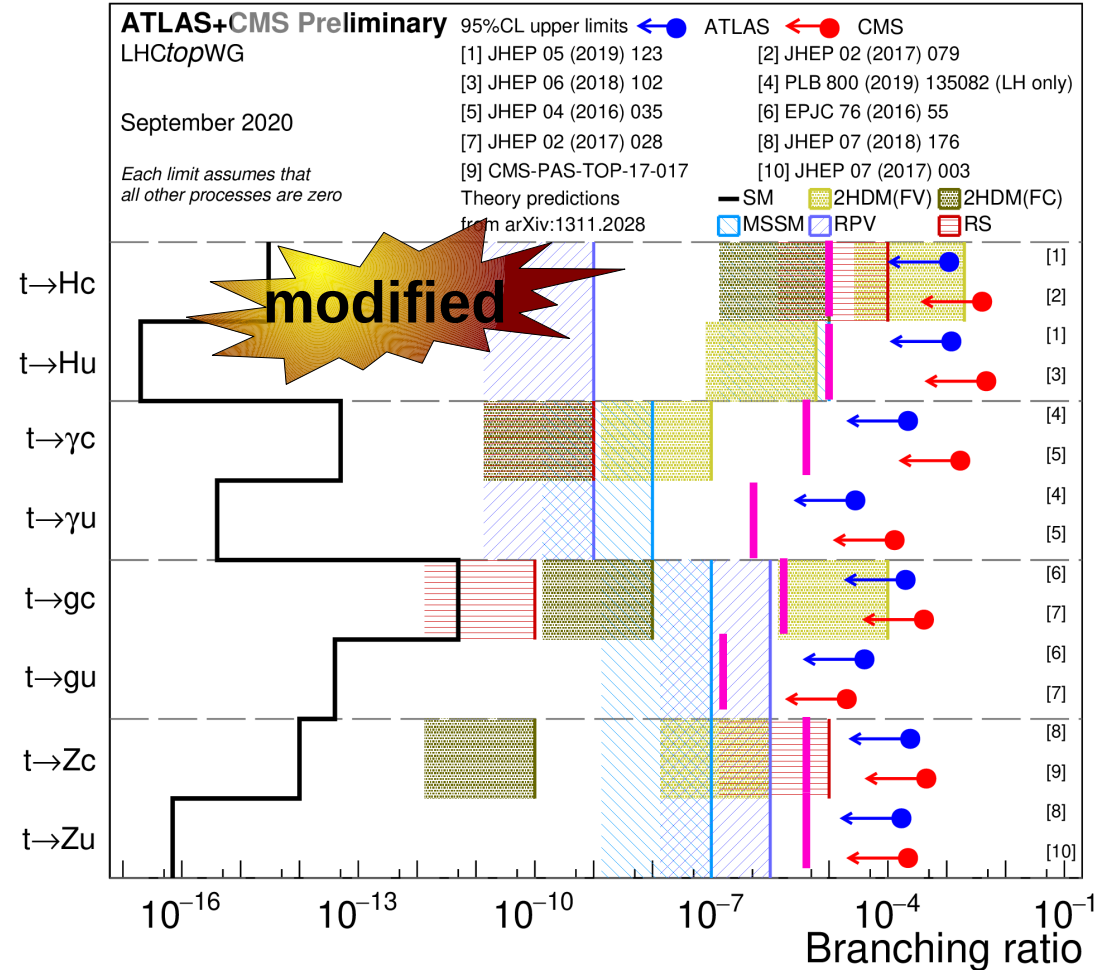 ATLAS+CMS Preliminary
LHCtopWG
September 2020
Each limit assumes that
all other processes are zero
95%CL upper limits ATLAS CMS
[1] JHEP 05 (2019) 123 [2] JHEP 02 (2017) 079
[3] JHEP 06 (2018) 102 [4] PLB 800 (2019) 135082 (LH only)
[5] JHEP 04 (2016) 035 [6] EPJC 76 (2016) 55
[7] JHEP 02 (2017) 028 [8] JHEP 07 (2018) 176
[9] CMS-PAS-TOP-17-017 [10] JHEP 07 (2017) 003
Theory predictions SM 2HDM(FV) 2HDM(FC)
from arXiv:1311.2028 MSSM RPV RS
modified
t→Hc [1]
[2]
t→Hu [1]
[3]
t→γc [4]
[5]
t→γu [4]
[5]
t→gc [6]
[7]
t→gu [6]
[7]
t→Zc [8]
[9]
t→Zu [8]
[10]
10⁻¹⁶ 10⁻¹³ 10⁻¹⁰ 10⁻⁷ 10⁻⁴ 10⁻¹
Branching ratio